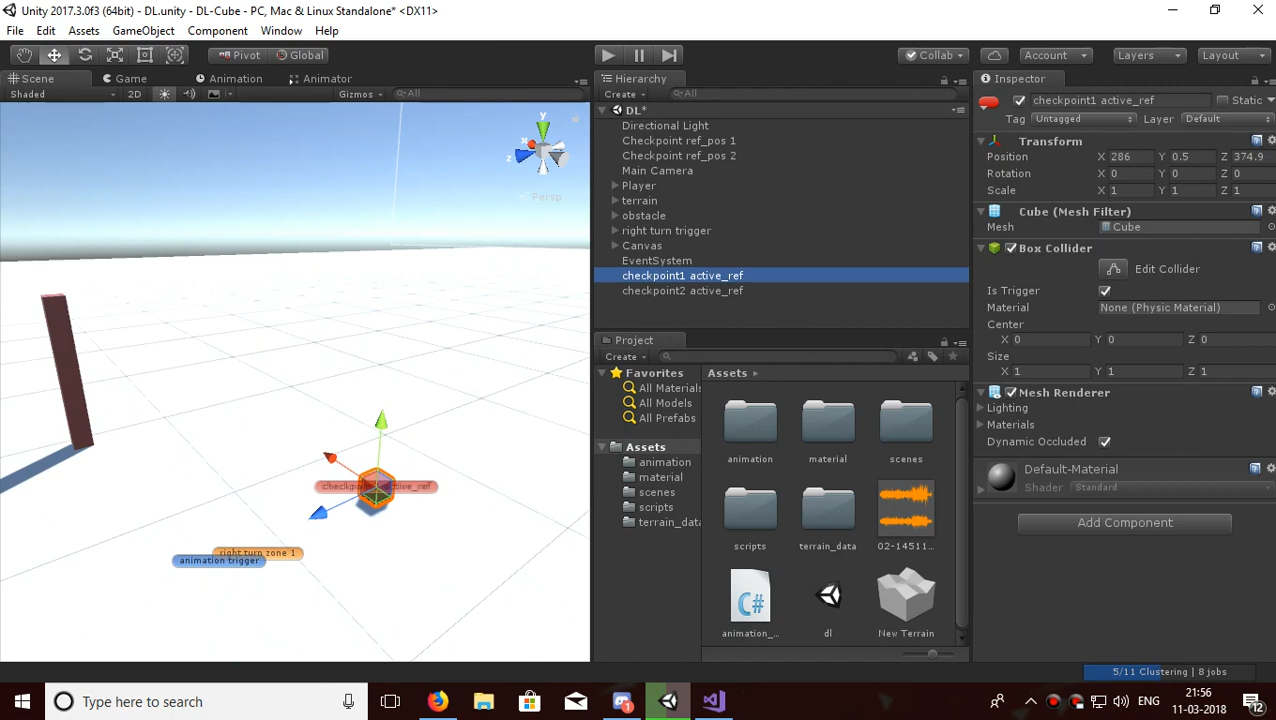 Unity 2017.3.0f3 (64bit) - DL.unity - DL-Cube - PC, Mac & Linux Standalone* <DX11>
File Edit Assets GameObject Component Window Help
Pivot Global Collab Account Layers Layout
Scene Game Animation Animator
Shaded 2D Gizmos All
y
x
z
Persp
checkpoint1 active_ref
right turn zone 1
animation trigger
Hierarchy
Create All
DL*
Directional Light
Checkpoint ref_pos 1
Checkpoint ref_pos 2
Main Camera
Player
terrain
obstacle
right turn trigger
Canvas
EventSystem
checkpoint1 active_ref
checkpoint2 active_ref
Project
Create
Favorites
All Materials
All Models
All Prefabs
Assets
animation
material
scenes
scripts
terrain_data
Assets
animation material scenes
scripts terrain_data 02-14511...
C#
animation_... dl New Terrain
Inspector
checkpoint1 active_ref Static
Tag Untagged Layer Default
Transform
Position X 286 Y 0.5 Z 374.9
Rotation X 0 Y 0 Z 0
Scale X 1 Y 1 Z 1
Cube (Mesh Filter)
Mesh Cube
Box Collider
Edit Collider
Is Trigger
Material None (Physic Material)
Center
X 0 Y 0 Z 0
Size
X 1 Y 1 Z 1
Mesh Renderer
Lighting
Materials
Dynamic Occluded
Default-Material
Shader Standard
Add Component
5/11 Clustering | 8 jobs
Type here to search
1
ENG
21:56
11-03-2018
12